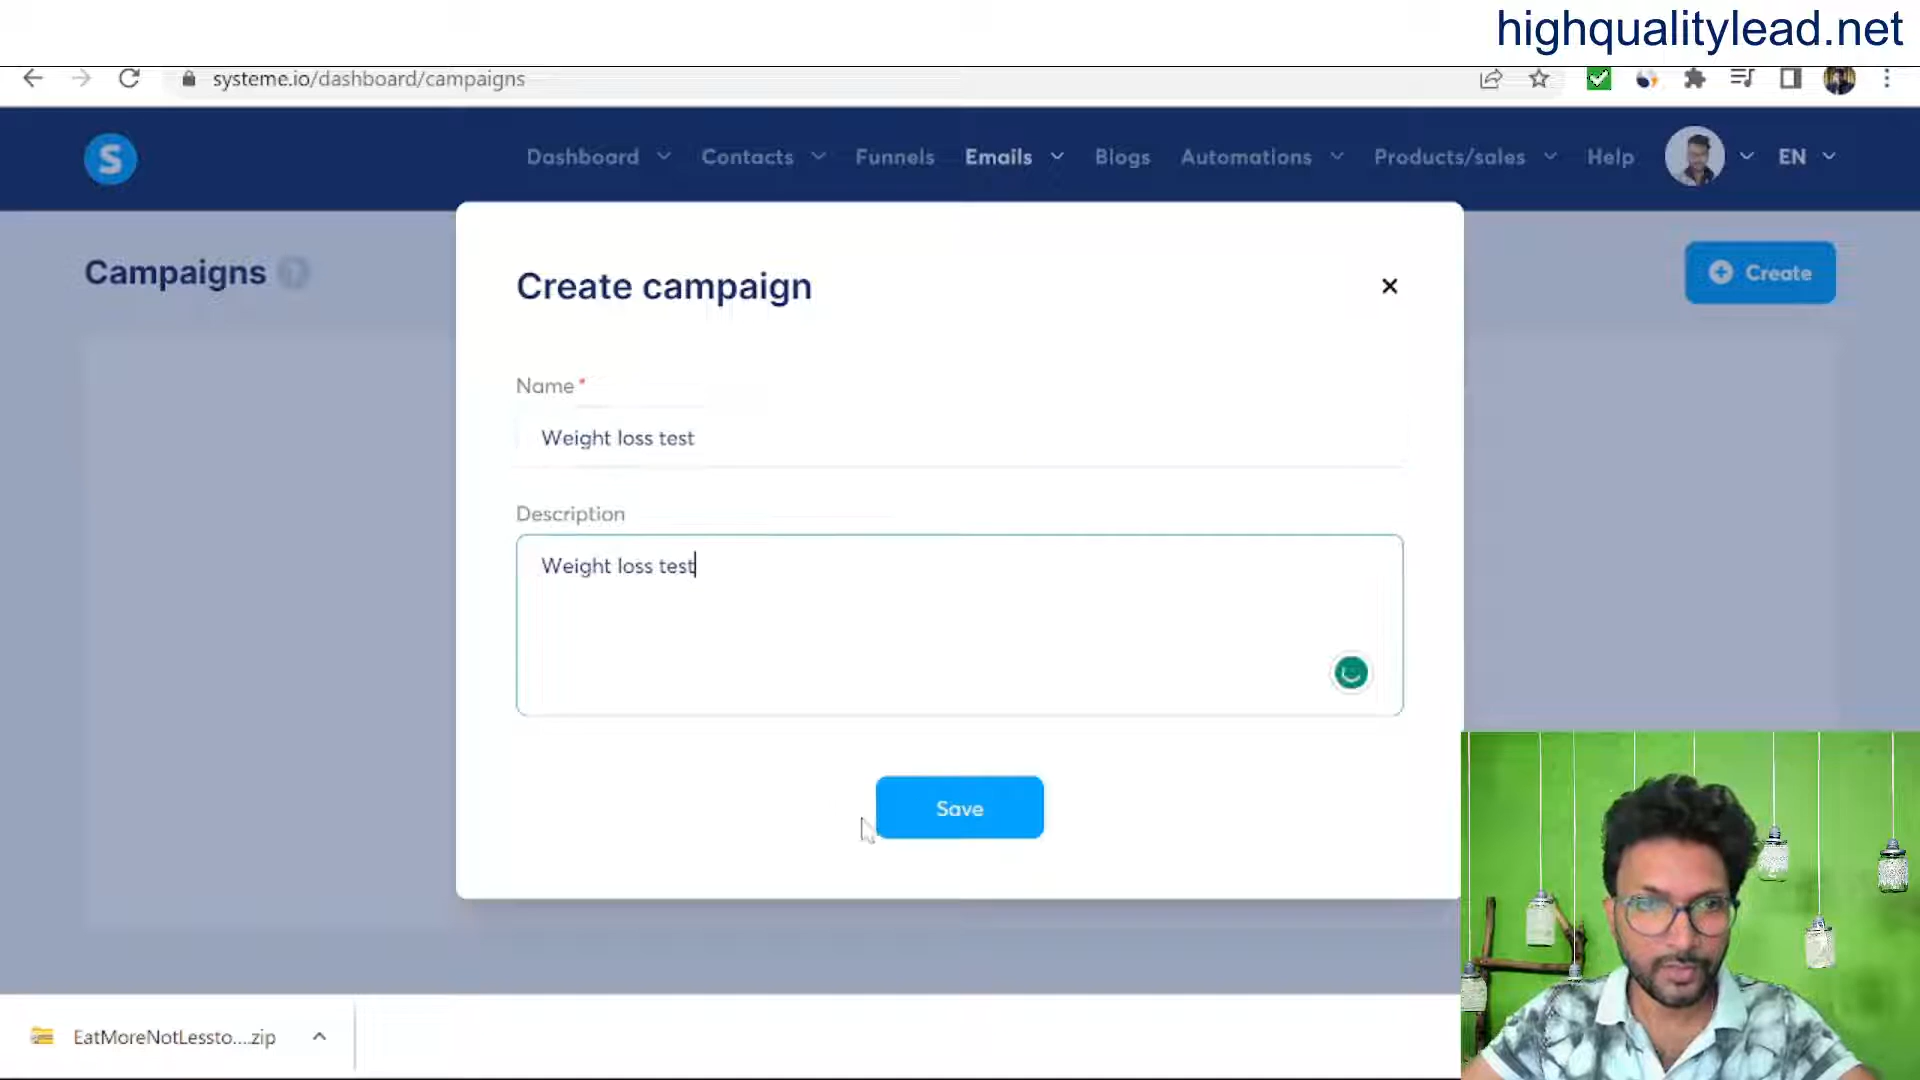 highqualitylead.net
systeme.io/dashboard/campaigns
S
Dashboard Contacts Funnels Emails Blogs Automations Products/sales Help EN
Campaigns ?
Create
Create campaign
Name *
Weight loss test
Description
Weight loss test
Save
EatMoreNotLessto....zip